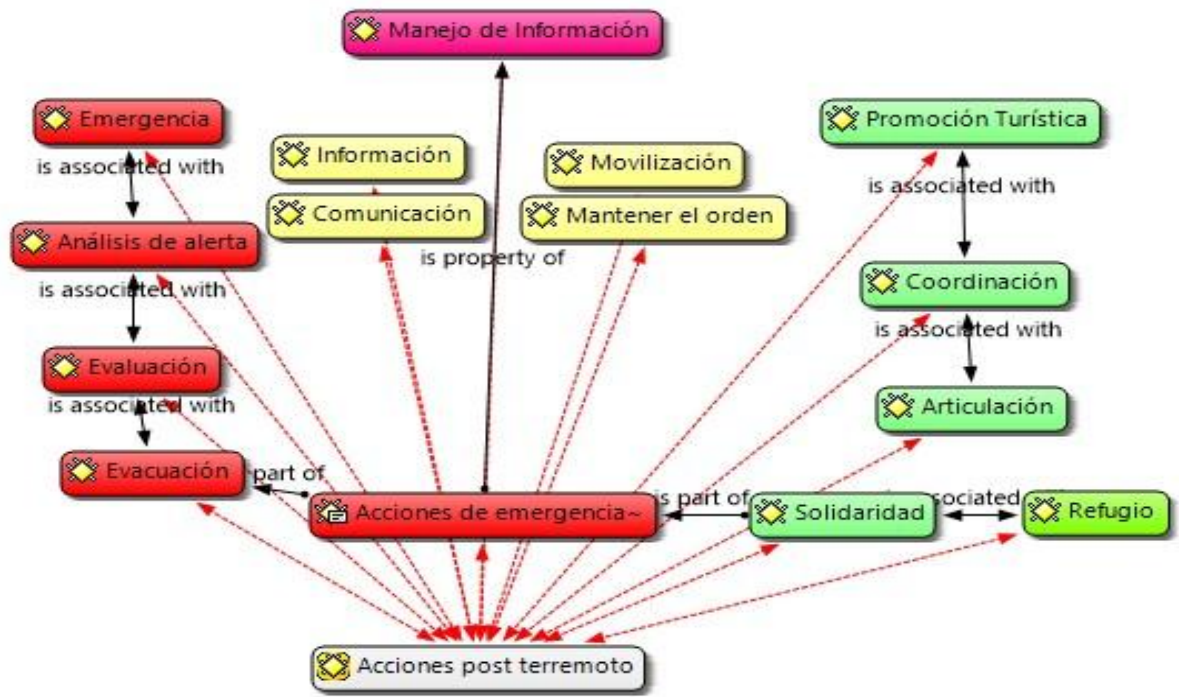 Manejo de Información
Emergencia
Promoción Turística
is associated with
Información
Movilización
is associated with
Comunicación
Mantener el orden
Análisis de alerta
is property of
Coordinación
is associated with
is associated with
Evaluación
Articulación
is associated with
Evacuación
part of
Acciones de emergencia~
is part of
Solidaridad
associated
Refugio
Acciones post terremoto